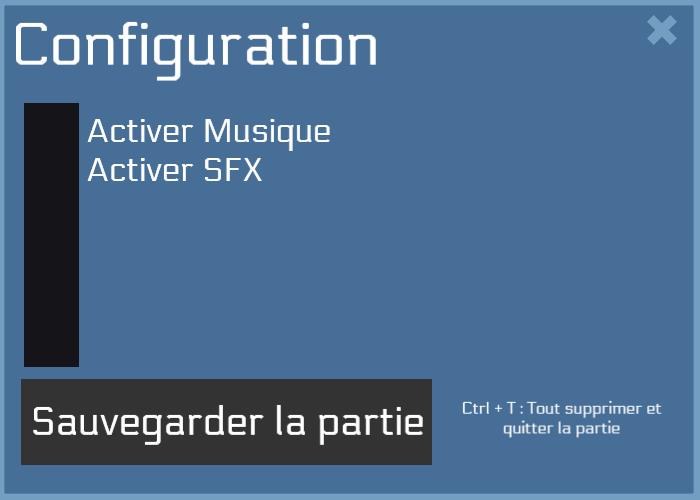 Configuration
Activer Musique
Activer SFX
Sauvegarder la partie
Ctrl + T : Tout supprimer et
quitter la partie